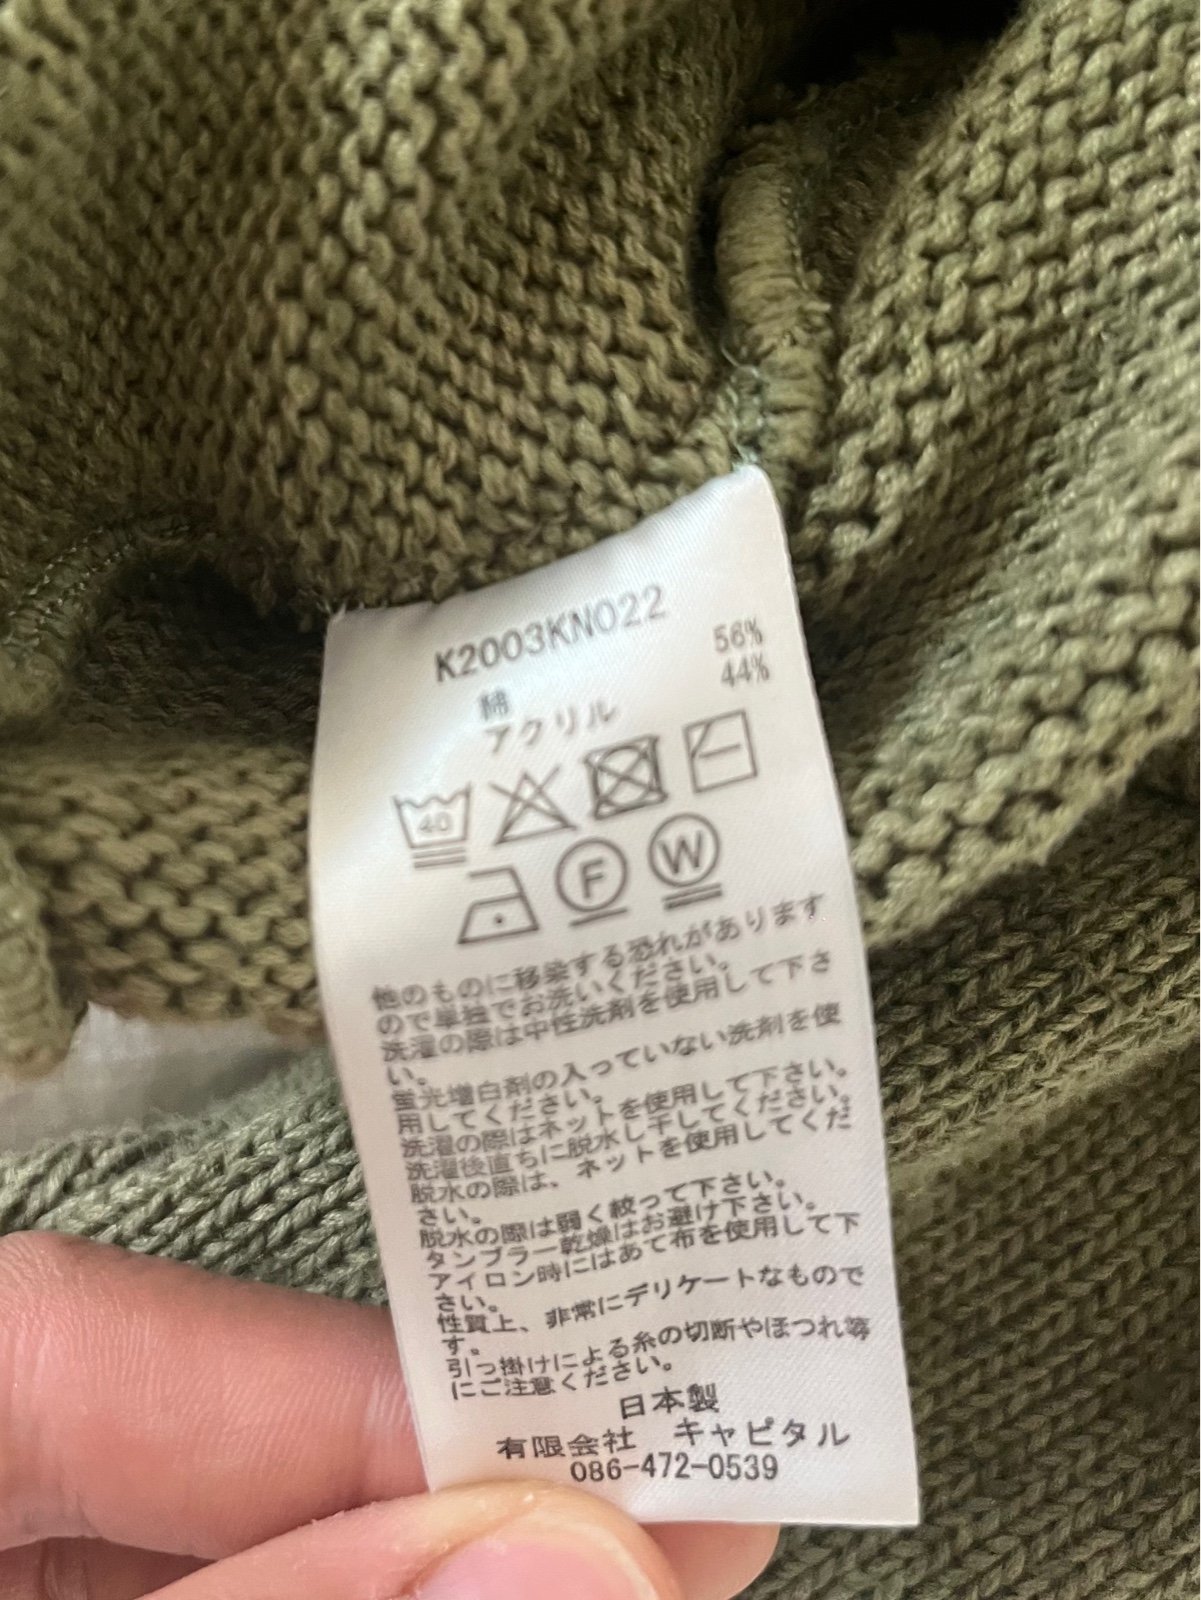 K2003KN022
綿 56%
アクリル 44%
40
F W
他のものに移染する恐れがあります
ので単独でお洗いください。
洗濯の際は中性洗剤を使用して下さ
い。
蛍光増白剤の入っていない洗剤を使
用してください。
洗濯の際はネットを使用して下さい。
洗濯後直ちに脱水し干してください。
脱水の際は、ネットを使用してくだ
さい。
脱水の際は弱く絞って下さい。
タンブラー乾燥はお避け下さい。
アイロン時にはあて布を使用して下
さい。
性質上、非常にデリケートなもので
す。
引っ掛けによる糸の切断やほつれ等
にご注意ください。
日本製
有限会社 キャピタル
086-472-0539